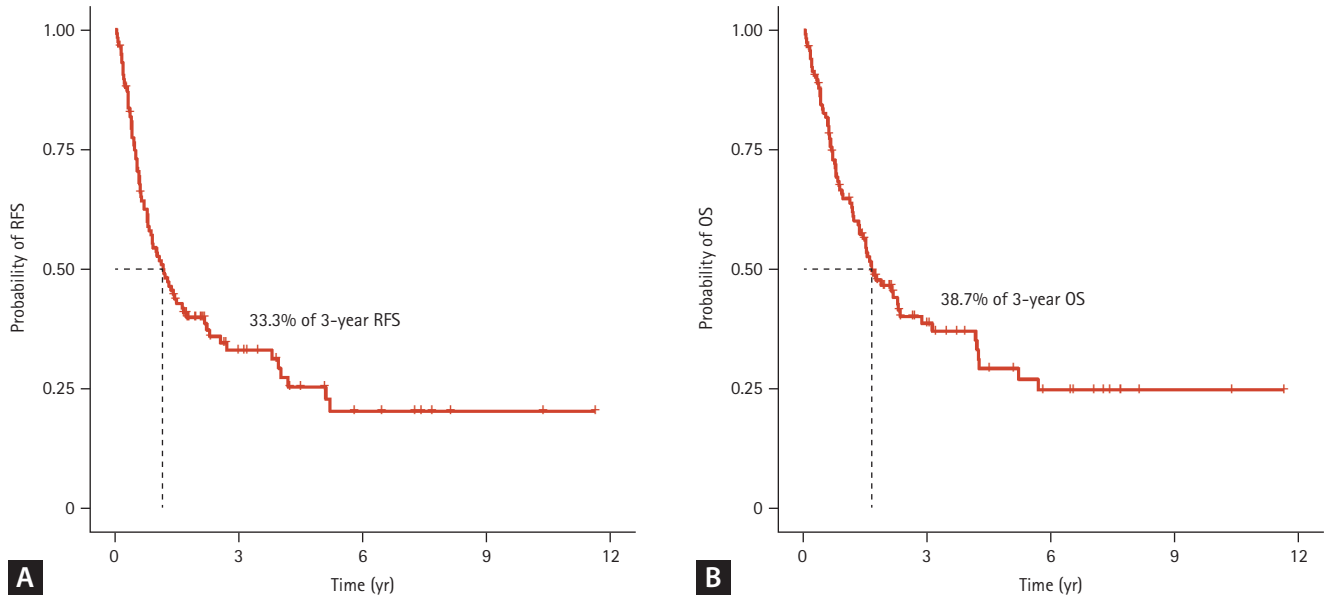 1.00
0.75
0.50
0.25
0
Probability of RFS
33.3% of 3-year RFS
0 3 6 9 12
Time (yr)
A
1.00
0.75
0.50
0.25
0
Probability of OS
38.7% of 3-year OS
0 3 6 9 12
Time (yr)
B